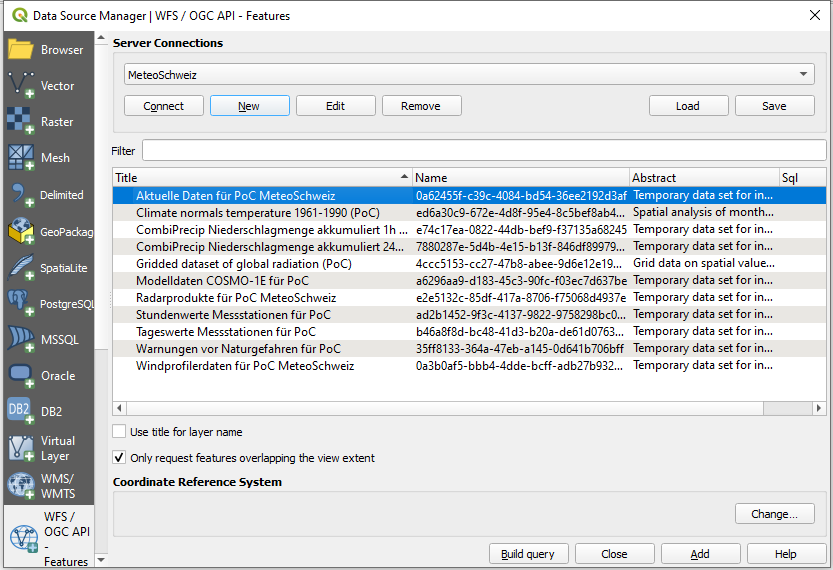 Data Source Manager | WFS / OGC API - Features
Browser
Vector
Raster
Mesh
Delimited
GeoPackag
SpatiaLite
PostgreSQL
MSSQL
Oracle
DB2
DB2
Virtual
Layer
WMS/
WMTS
WFS /
OGC API
-
Features
Server Connections
MeteoSchweiz
Connect New Edit Remove Load Save
Filter
Title Name Abstract Sql
Aktuelle Daten für PoC MeteoSchweiz 0a62455f-c39c-4084-bd54-36ee2192d3af Temporary data set for in...
Climate normals temperature 1961-1990 (PoC) ed6a30c9-672e-4d8f-95e4-8c5bef8ab4... Spatial analysis of month...
CombiPrecip Niederschlagmenge akkumuliert 1h ... e74c17ea-0822-44db-bef9-f37135a68245 Temporary data set for in...
CombiPrecip Niederschlagmenge akkumuliert 24... 7880287e-5d4b-4e15-b13f-846df89979... Temporary data set for in...
Gridded dataset of global radiation (PoC) 4ccc5153-cc27-47b8-abee-9d6e12e19... Grid data on spatial value...
Modelldaten COSMO-1E für PoC a6296aa9-d183-45c3-90fc-f03ec7d637be Temporary data set for in...
Radarprodukte für PoC MeteoSchweiz e2e5132c-85df-417a-8706-f75068d4937e Temporary data set for in...
Stundenwerte Messstationen für PoC ad2b1452-9f3c-4137-9822-9758298bc0... Temporary data set for in...
Tageswerte Messstationen für PoC b46a8f8d-bc48-41d3-b20a-de61d0763... Temporary data set for in...
Warnungen vor Naturgefahren für PoC 35ff8133-364a-47eb-a145-0d641b706bff Temporary data set for in...
Windprofilerdaten für PoC MeteoSchweiz 0a3b0af5-bbb4-4dde-bcff-adb27b932... Temporary data set for in...
Use title for layer name
Only request features overlapping the view extent
Coordinate Reference System
Change...
Build query Close Add Help